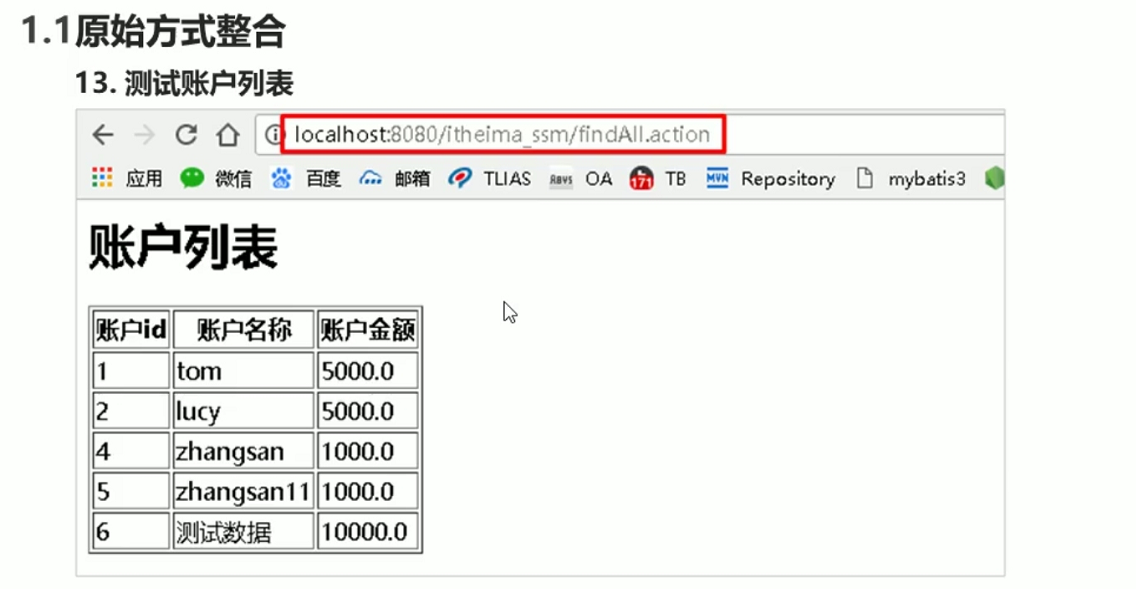 1.1原始方式整合
13. 测试账户列表
localhost:8080/itheima_ssm/findAll.action
应用 微信 百度 邮箱 TLIAS OA 171 TB MVN Repository mybatis3
账户列表
账户id 账户名称 账户金额
1 tom 5000.0
2 lucy 5000.0
4 zhangsan 1000.0
5 zhangsan11 1000.0
6 测试数据 10000.0